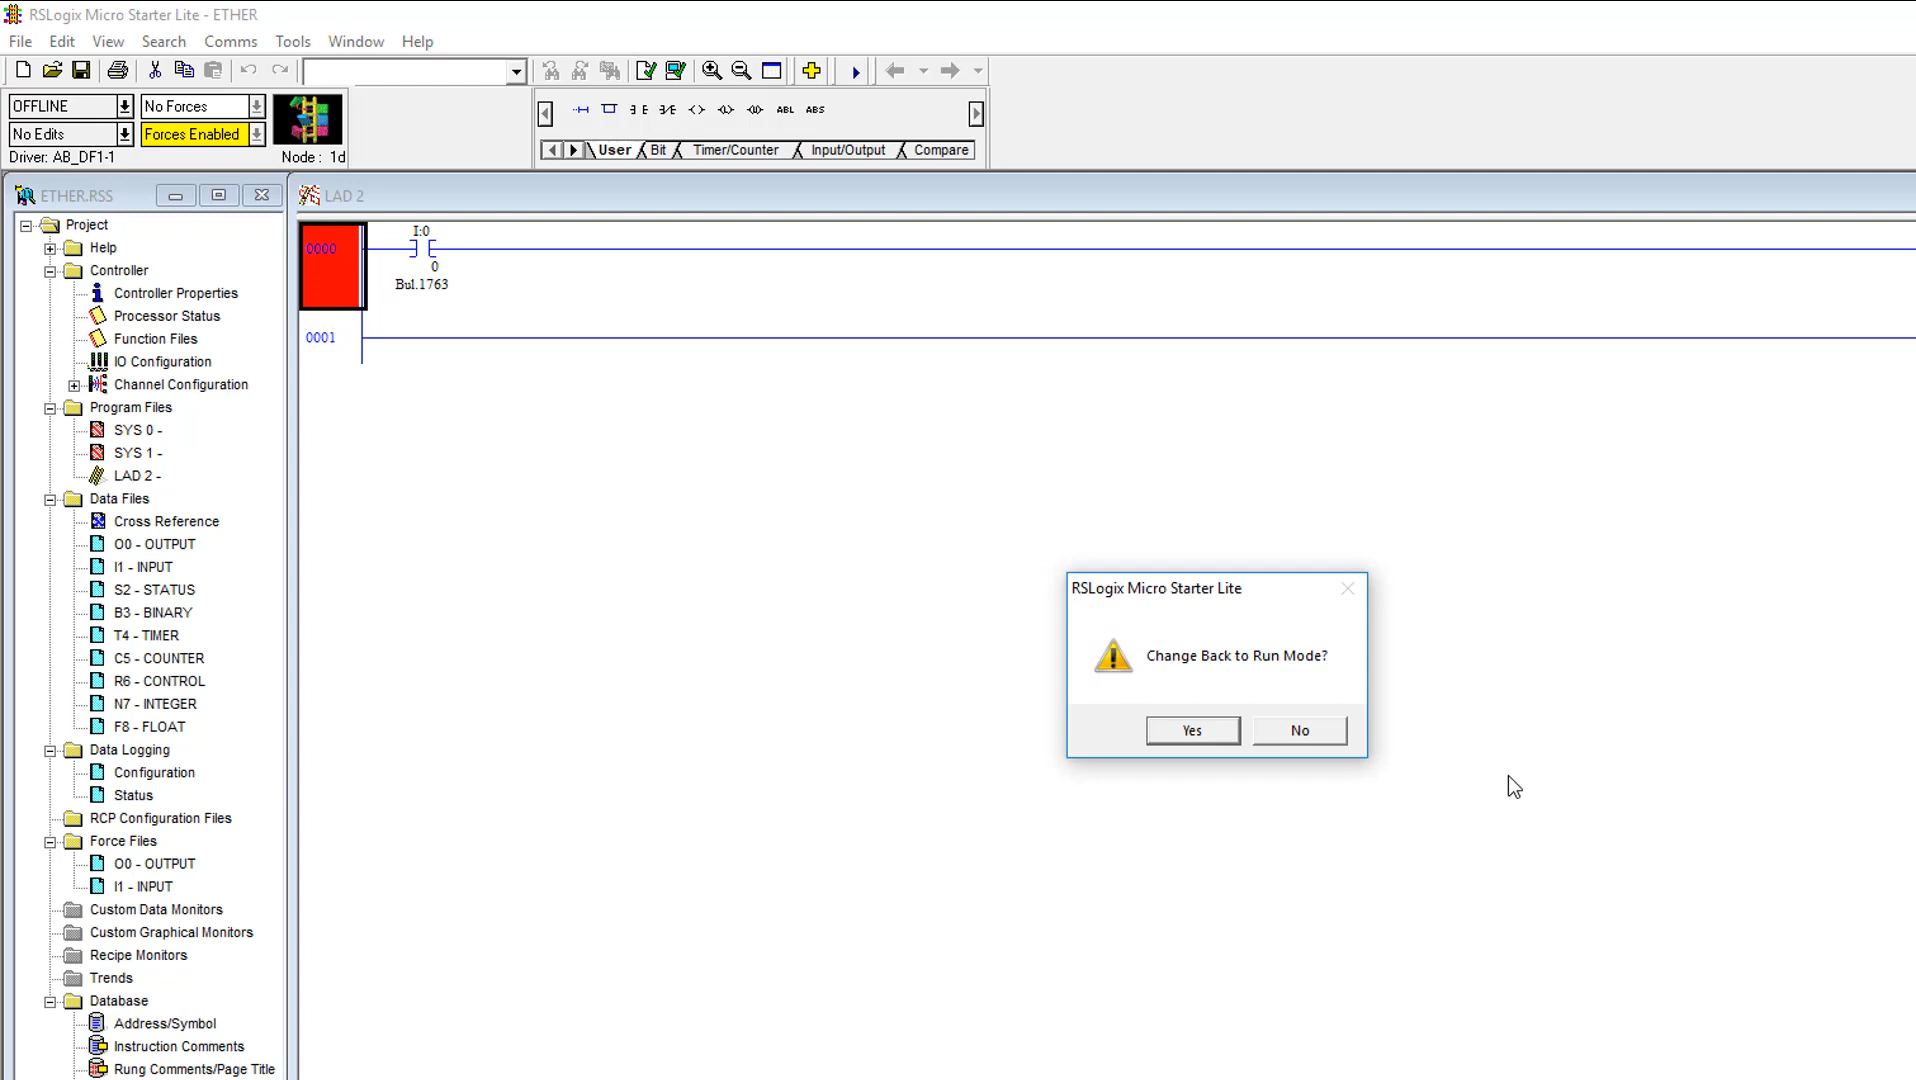 RSLogix Micro Starter Lite - ETHER
File Edit View Search Comms Tools Window Help
OFFLINE No Forces
No Edits Forces Enabled
Driver: AB_DF1-1 Node : 1d
ABL ABS
User Bit Timer/Counter Input/Output Compare
ETHER.RSS
Project
Help
Controller
Controller Properties
Processor Status
Function Files
IO Configuration
Channel Configuration
Program Files
SYS 0 -
SYS 1 -
LAD 2 -
Data Files
Cross Reference
O0 - OUTPUT
I1 - INPUT
S2 - STATUS
B3 - BINARY
T4 - TIMER
C5 - COUNTER
R6 - CONTROL
N7 - INTEGER
F8 - FLOAT
Data Logging
Configuration
Status
RCP Configuration Files
Force Files
O0 - OUTPUT
I1 - INPUT
Custom Data Monitors
Custom Graphical Monitors
Recipe Monitors
Trends
Database
Address/Symbol
Instruction Comments
Rung Comments/Page Title
LAD 2
I:0
0000
0
Bul.1763
0001
RSLogix Micro Starter Lite
Change Back to Run Mode?
Yes No